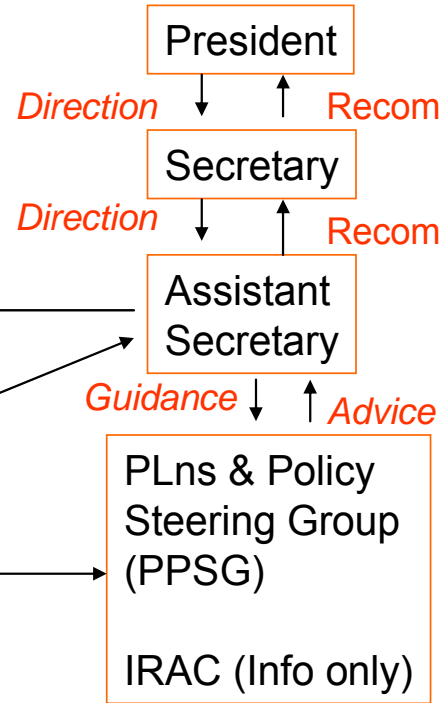 President
Direction Recom
Secretary
Direction Recom
Assistant
Secretary
Guidance Advice
PLns & Policy
Steering Group
(PPSG)
IRAC (Info only)